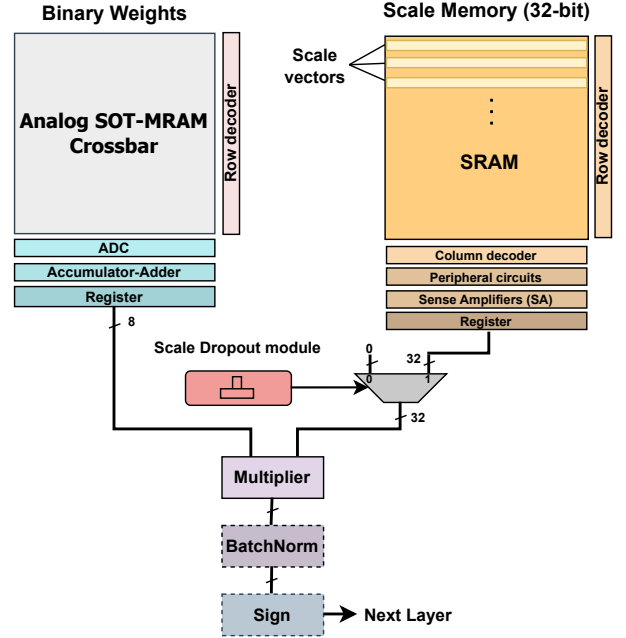 Binary Weights
Scale Memory (32-bit)
Analog SOT-MRAM
Crossbar
Row decoder
Scale
vectors
SRAM
Row decoder
ADC
Accumulator-Adder
Register
Column decoder
Peripheral circuits
Sense Amplifiers (SA)
Register
8
Scale Dropout module
0
32
0
1
32
Multiplier
BatchNorm
Sign
Next Layer